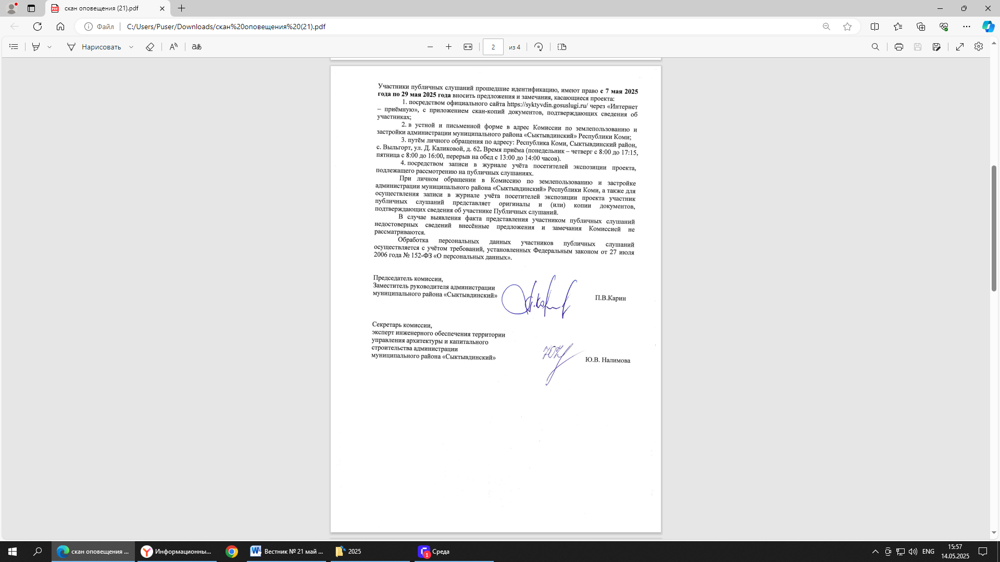 скан оповещения (21).pdf
Файл
C:/Users/Puser/Downloads/скан%20оповещения%20(21).pdf
Нарисовать
2 из 4
Участники публичных слушаний прошедшие идентификацию, имеют право с 7 мая 2025
года по 29 мая 2025 года вносить предложения и замечания, касающиеся проекта:
1. посредством официального сайта https://syktyvdin.gosuslugi.ru/ через «Интернет
– приёмную», с приложением скан-копий документов, подтверждающих сведения об
участниках;
2. в устной и письменной форме в адрес Комиссии по землепользованию и
застройки администрации муниципального района «Сыктывдинский» Республики Коми;
3. путём личного обращения по адресу: Республика Коми, Сыктывдинский район,
с. Выльгорт, ул. Д. Каликовой, д. 62. Время приёма (понедельник – четверг с 8:00 до 17:15,
пятница с 8:00 до 16:00, перерыв на обед с 13:00 до 14:00 часов).
4. посредством записи в журнале учёта посетителей экспозиции проекта,
подлежащего рассмотрению на публичных слушаниях.
При личном обращении в Комиссию по землепользованию и застройке
администрации муниципального района «Сыктывдинский» Республики Коми, а также для
осуществления записи в журнале учёта посетителей экспозиции проекта участник
публичных слушаний представляет оригиналы и (или) копии документов,
подтверждающих сведения об участнике Публичных слушаний.
В случае выявления факта представления участником публичных слушаний
недостоверных сведений внесённые предложения и замечания Комиссией не
рассматриваются.
Обработка персональных данных участников публичных слушаний
осуществляется с учётом требований, установленных Федеральным законом от 27 июля
2006 года № 152-ФЗ «О персональных данных».
Председатель комиссии,
Заместитель руководителя администрации
муниципального района «Сыктывдинский»
П.В.Карин
Секретарь комиссии,
эксперт инженерного обеспечения территории
управления архитектуры и капитального
строительства администрации
муниципального района «Сыктывдинский»
Ю.В. Налимова
скан оповещения ...
Информационны...
Вестник № 21 май ...
2025
Среда
ENG
15:57
14.05.2025